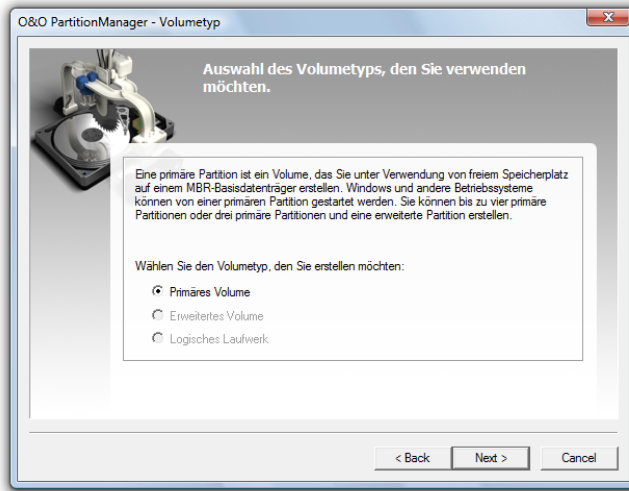 O&O PartitionManager - Volumetyp
Auswahl des Volumetyps, den Sie verwenden
möchten.
Eine primäre Partition ist ein Volume, das Sie unter Verwendung von freiem Speicherplatz
auf einem MBR-Basisdatenträger erstellen. Windows und andere Betriebssysteme
können von einer primären Partition gestartet werden. Sie können bis zu vier primäre
Partitionen oder drei primäre Partitionen und eine erweiterte Partition erstellen.
Wählen Sie den Volumetyp, den Sie erstellen möchten:
Primäres Volume
Erweitertes Volume
Logisches Laufwerk
< Back Next > Cancel